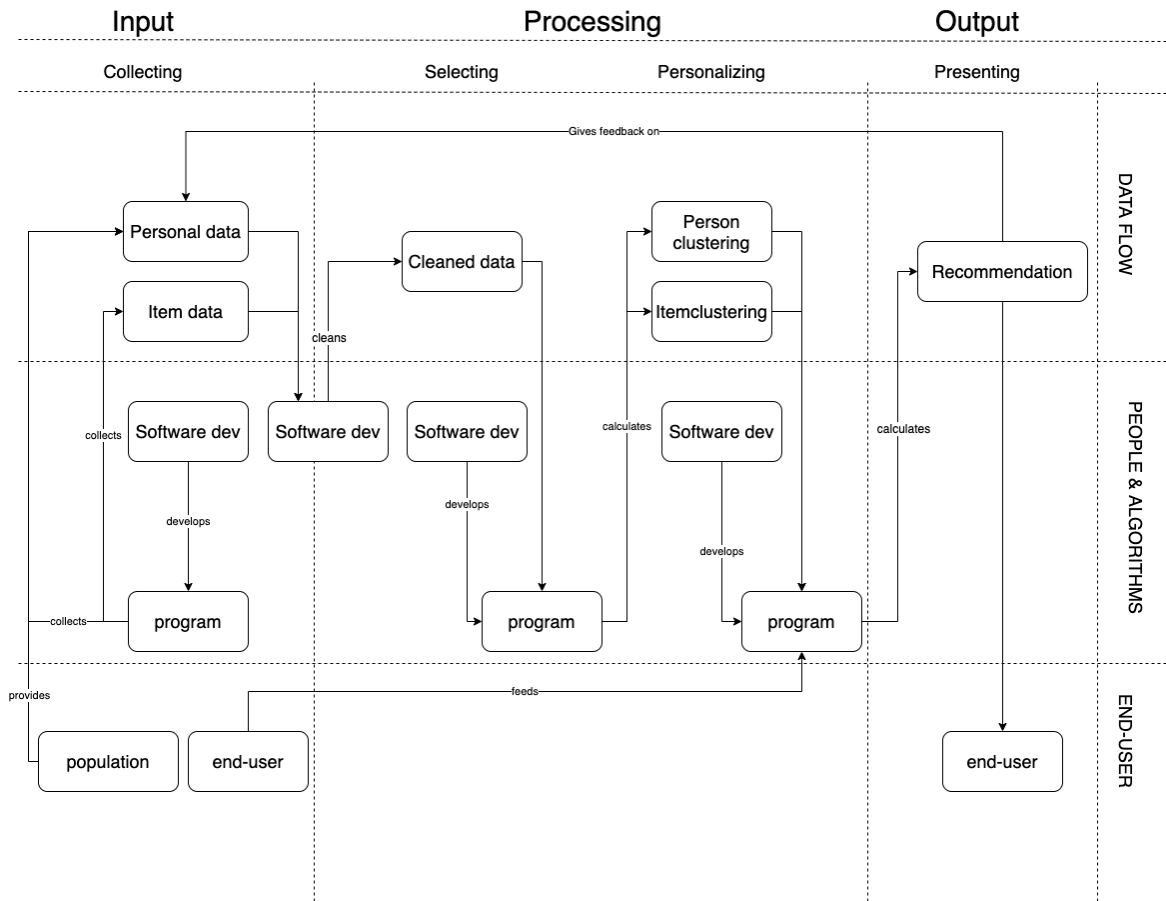 Input
Processing
Output
Collecting
Selecting
Personalizing
Presenting
Gives feedback on
DATA FLOW
Personal data
Person
clustering
Cleaned data
Recommendation
Item data
Itemclustering
cleans
PEOPLE & ALGORITHMS
collects
Software dev
Software dev
Software dev
calculates
Software dev
calculates
develops
develops
develops
collects
program
program
program
provides
feeds
END-USER
population
end-user
end-user